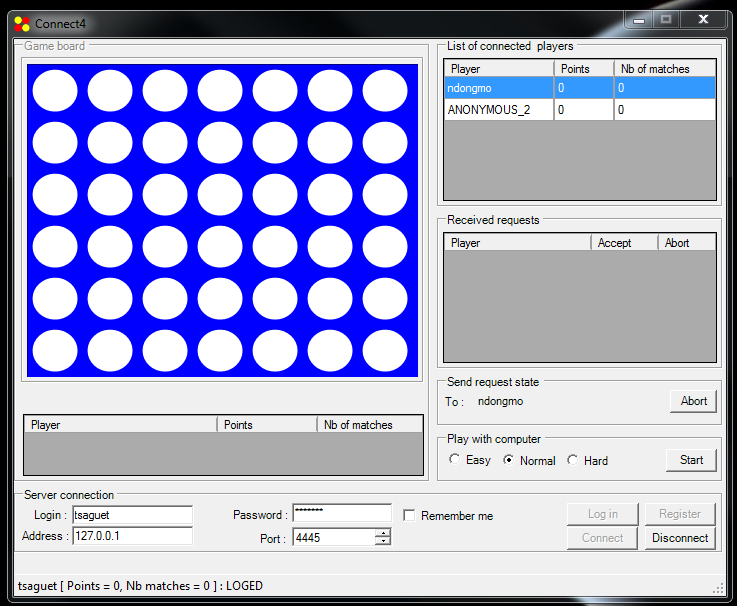 Connect4
Game board
List of connected players
Player Points Nb of matches
ndongmo 0 0
ANONYMOUS_2 0 0
Received requests
Player Accept Abort
Send request state
To : ndongmo Abort
Player Points Nb of matches
Play with computer
Easy Normal Hard Start
Server connection
Login : tsaguet Password : ******* Remember me Log in Register
Address : 127.0.0.1 Port : 4445 Connect Disconnect
tsaguet [ Points = 0, Nb matches = 0 ] : LOGED